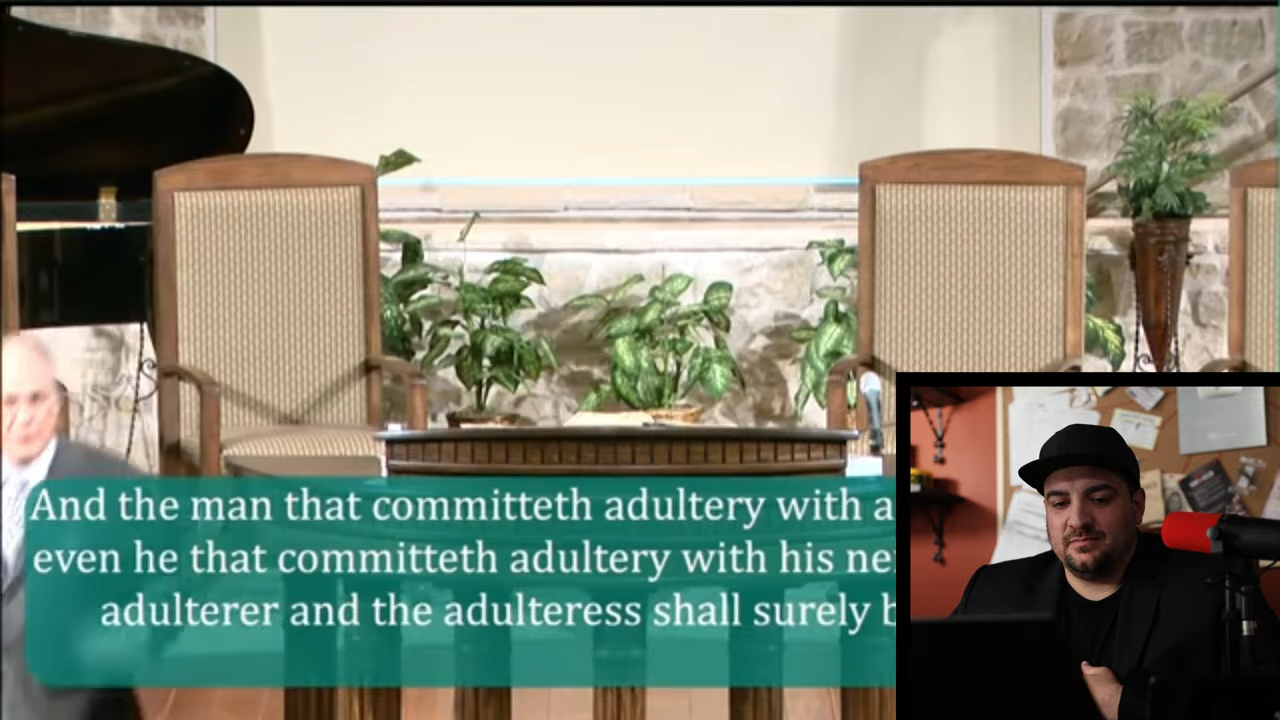 And the man that committeth adultery with a
even he that committeth adultery with his
adulterer and the adulteress shall surely